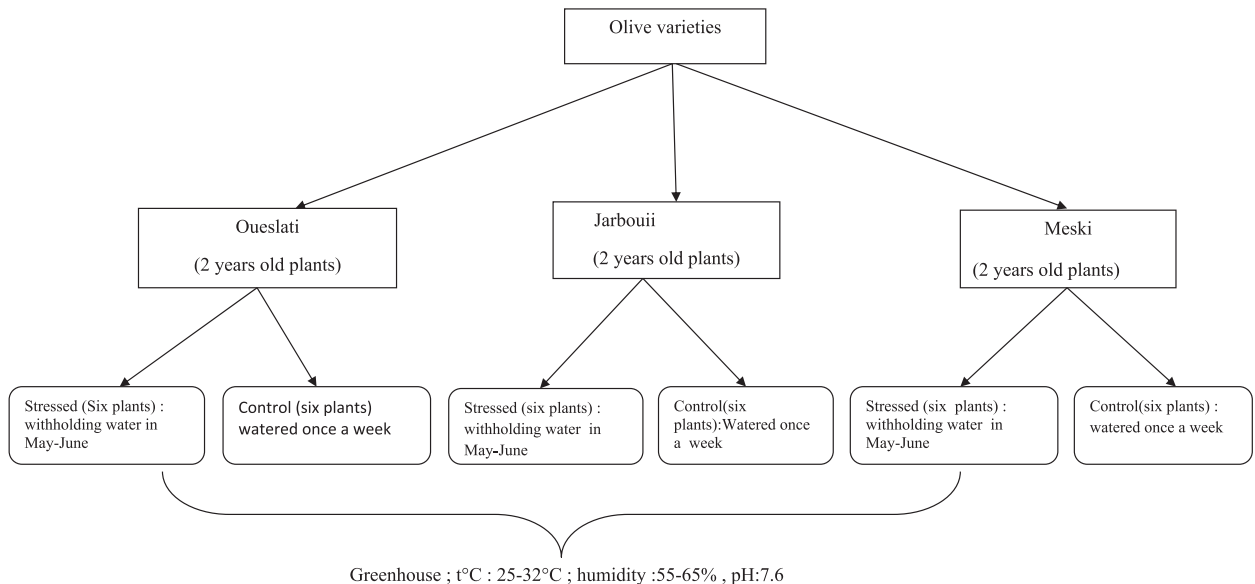 Olive varieties
Oueslati
(2 years old plants)
Jarbouii
(2 years old plants)
Meski
(2 years old plants)
Stressed (Six plants) :
withholding water in
May-June
Control (six plants)
watered once a week
Stressed (six plants) :
withholding water in
May-June
Control(six
plants):Watered once
a week
Stressed (six plants) :
withholding water in
May-June
Control(six plants) :
watered once a week
Greenhouse ; t°C : 25-32°C ; humidity :55-65% , pH:7.6